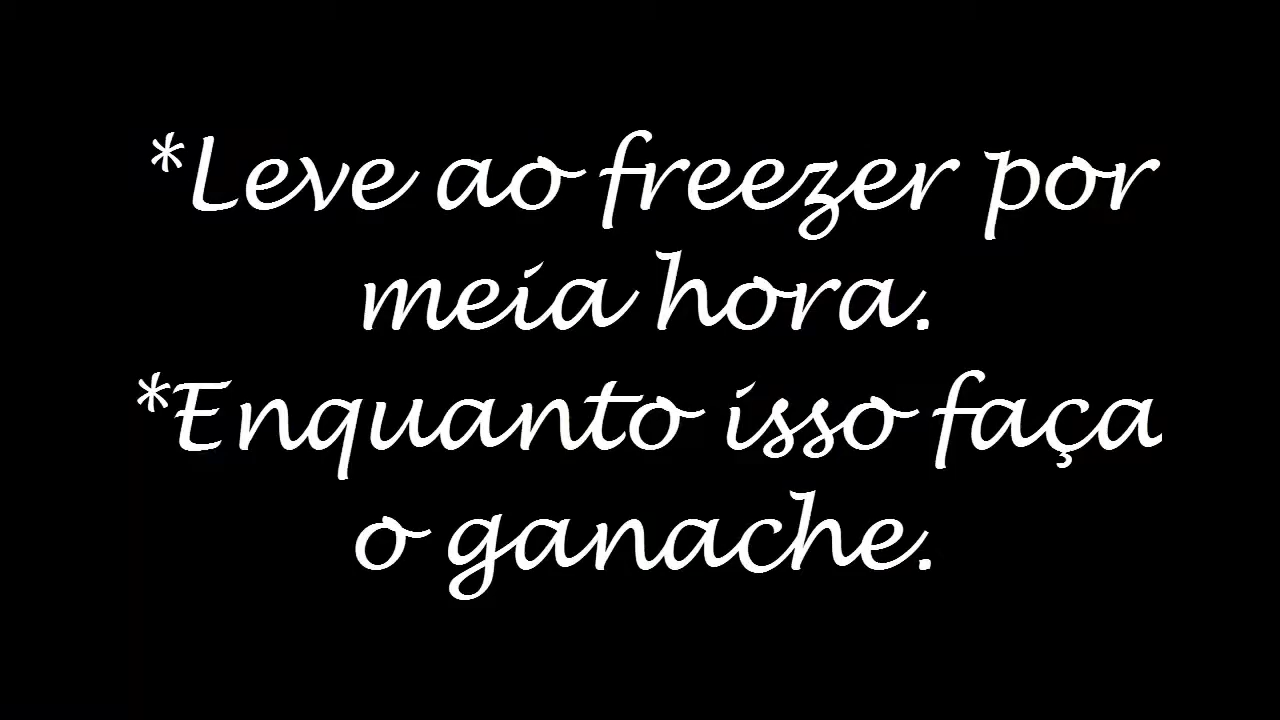 *Leve ao freezer por
meia hora.
*Enquanto isso faça
o ganache.